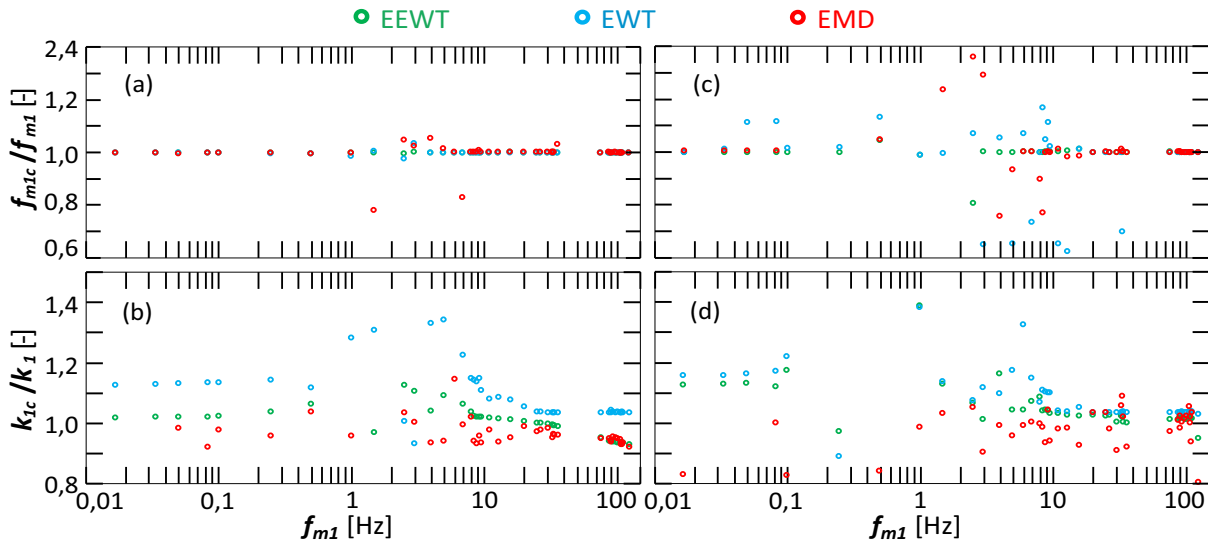 EEWT EWT EMD
f_m1c/f_m1 [-]
2,4
1,2
1,0
0,8
0,6
(a)
(c)
k_1c/k_1 [-]
1,4
1,2
1,0
0,8
(b)
(d)
0,01 0,1 1 10 100 0,01 0,1 1 10 100
f_m1 [Hz] f_m1 [Hz]